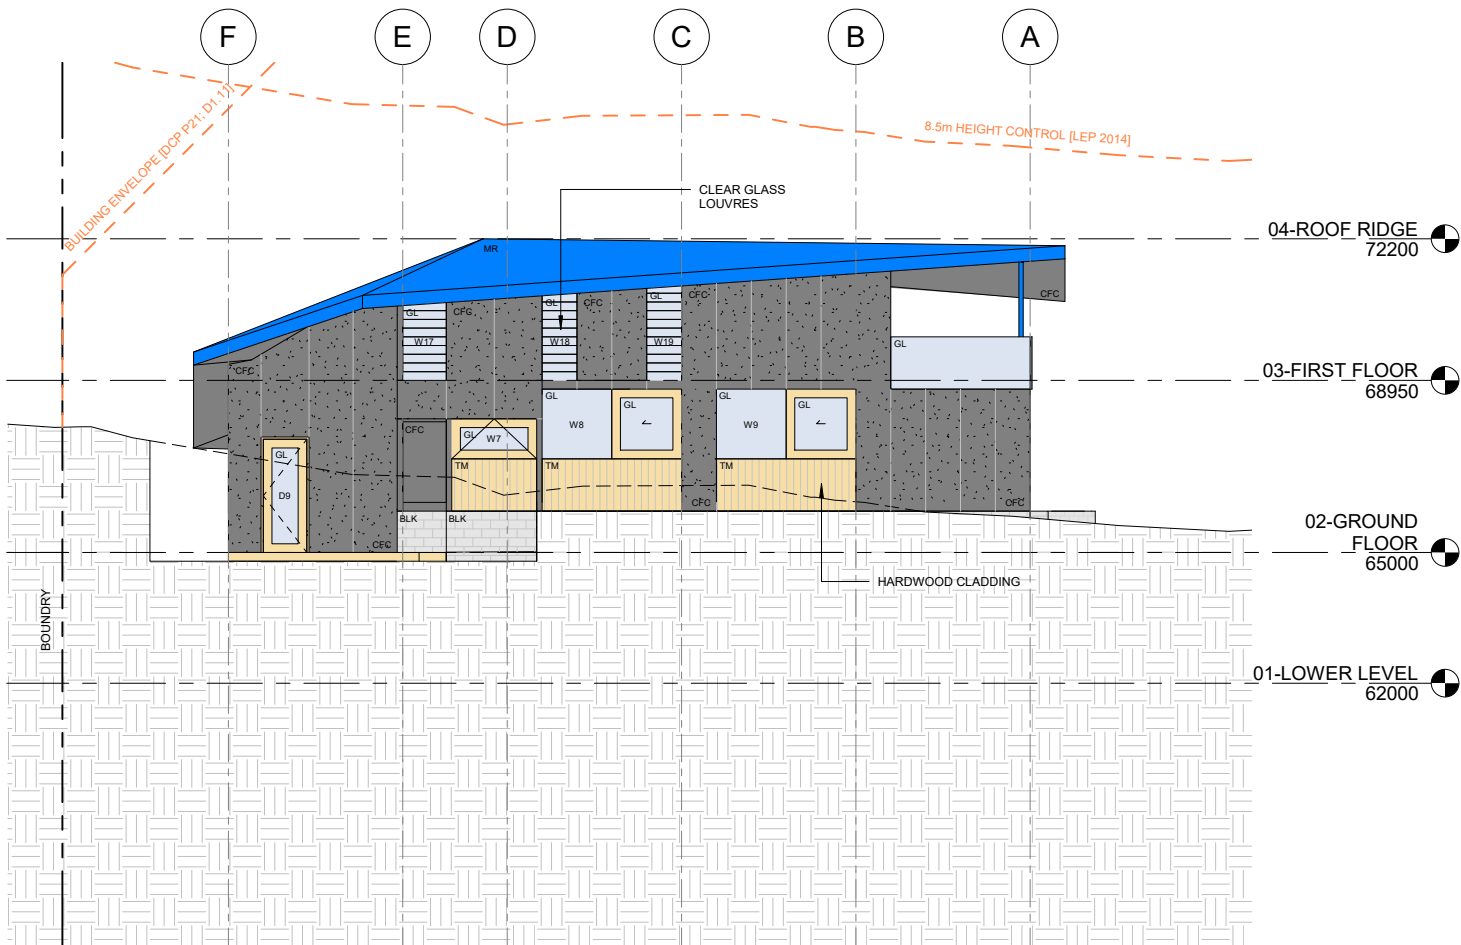 F E D C B A
BUILDING ENVELOPE [DCP P21; D1.11]
8.5m HEIGHT CONTROL [LEP 2014]
CLEAR GLASS
LOUVRES
04-ROOF RIDGE
72200
MR
CFC
GL
CFC
GL
CFC
GL
CFC
W17
W18
W19
GL
CFC
03-FIRST FLOOR
68950
GL
GL
GL
GL
W8
W9
CFC
GL
W7
GL
TM
TM
TM
D9
CFC
CFC
BLK
BLK
CFC
02-GROUND
FLOOR
65000
HARDWOOD CLADDING
BOUNDRY
01-LOWER LEVEL
62000